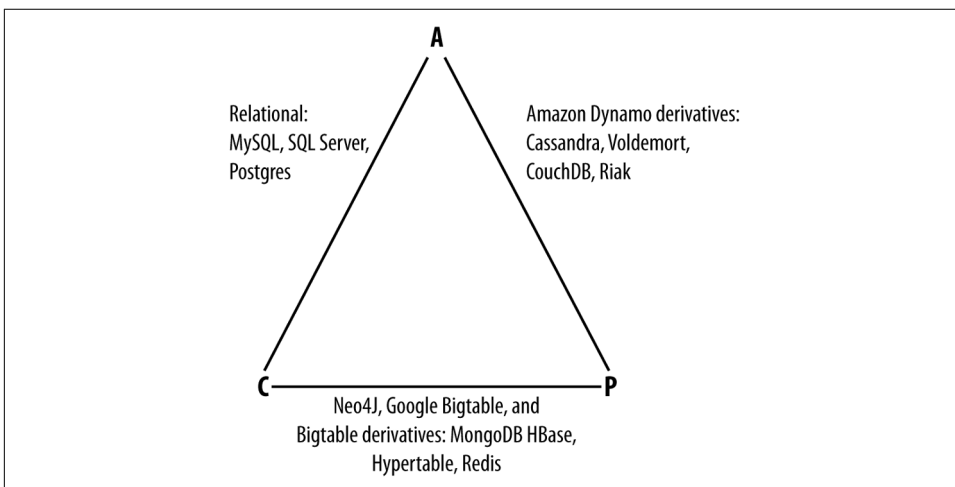 A
Relational:
MySQL, SQL Server,
Postgres
Amazon Dynamo derivatives:
Cassandra, Voldemort,
CouchDB, Riak
C
P
Neo4J, Google Bigtable, and
Bigtable derivatives: MongoDB HBase,
Hypertable, Redis